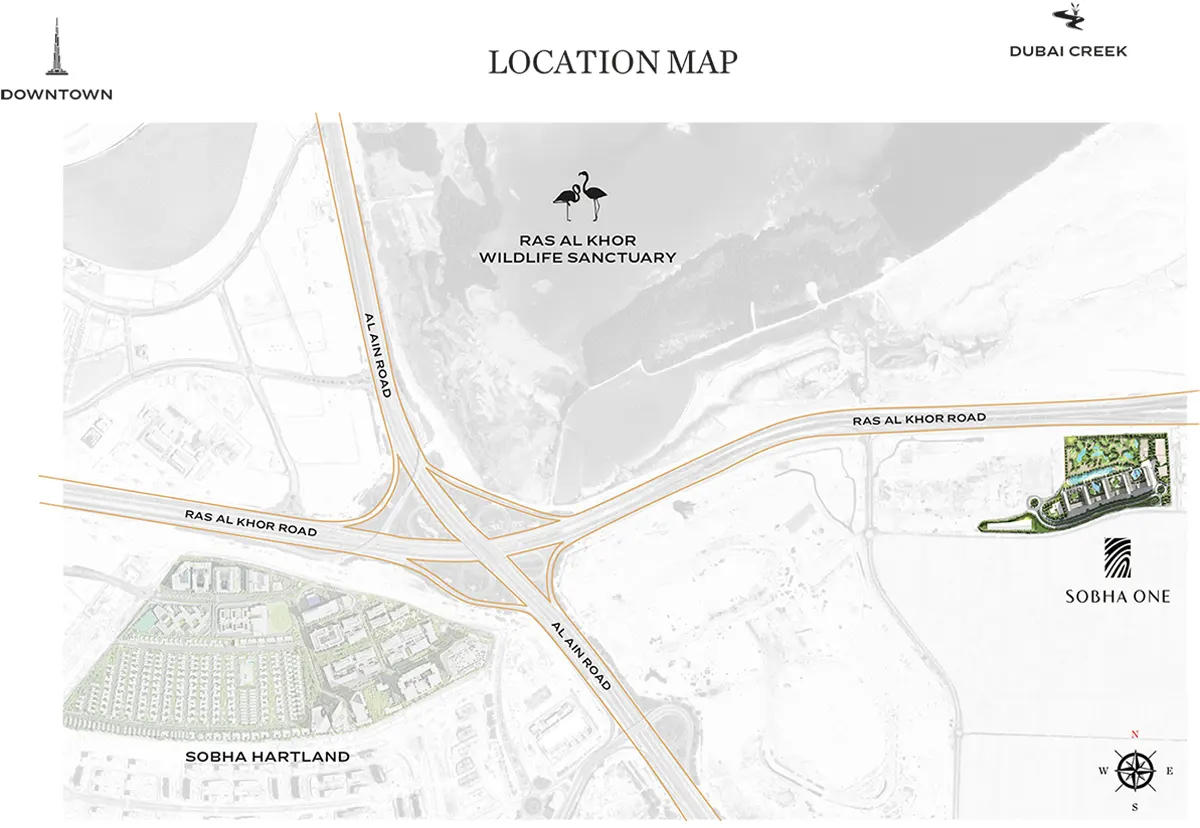 LOCATION MAP
DUBAI CREEK
DOWNTOWN
RAS AL KHOR
WILDLIFE SANCTUARY
AL AIN ROAD
RAS AL KHOR ROAD
RAS AL KHOR ROAD
SOBHA ONE
AL AIN ROAD
SOBHA HARTLAND
N
W
E
S